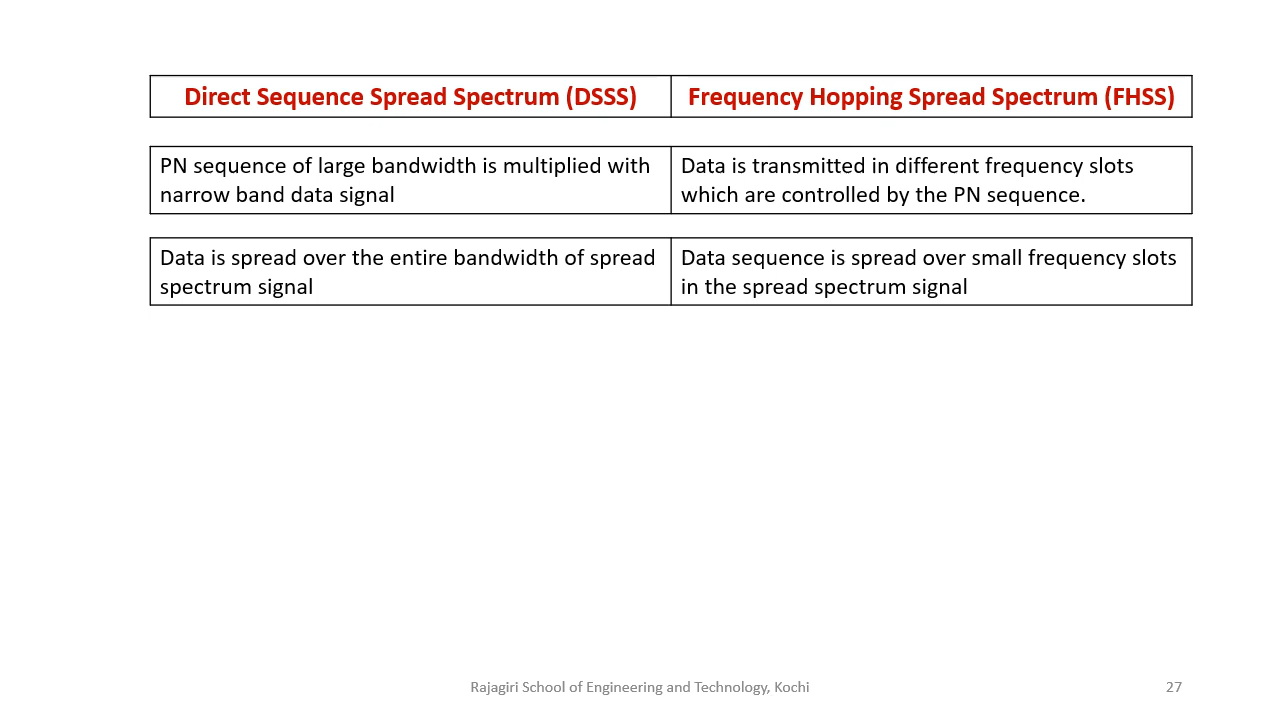 Direct Sequence Spread Spectrum (DSSS)
Frequency Hopping Spread Spectrum (FHSS)
PN sequence of large bandwidth is multiplied with
narrow band data signal
Data is transmitted in different frequency slots
which are controlled by the PN sequence.
Data is spread over the entire bandwidth of spread
spectrum signal
Data sequence is spread over small frequency slots
in the spread spectrum signal
Rajagiri School of Engineering and Technology, Kochi
27